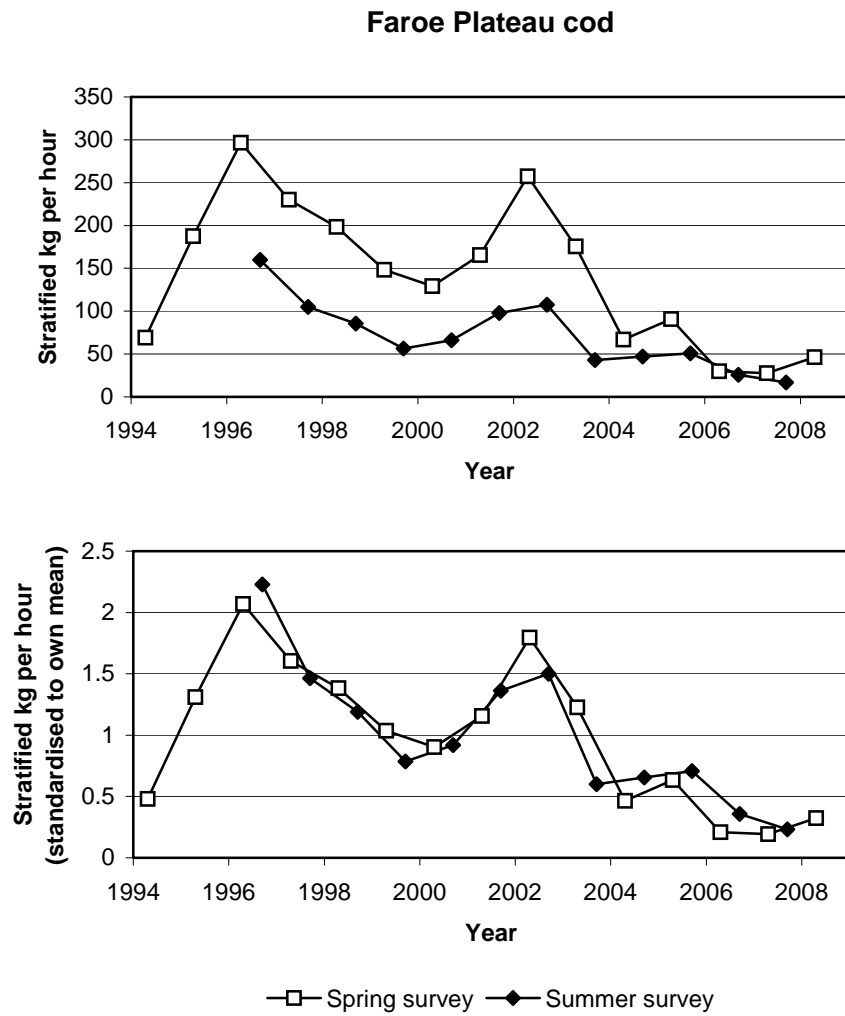 Faroe Plateau cod
350
300
250
200
150
100
50
0
Stratified kg per hour
1994 1996 1998 2000 2002 2004 2006 2008
Year
2.5
2
1.5
1
0.5
0
Stratified kg per hour
(standardised to own mean)
1994 1996 1998 2000 2002 2004 2006 2008
Year
Spring survey Summer survey